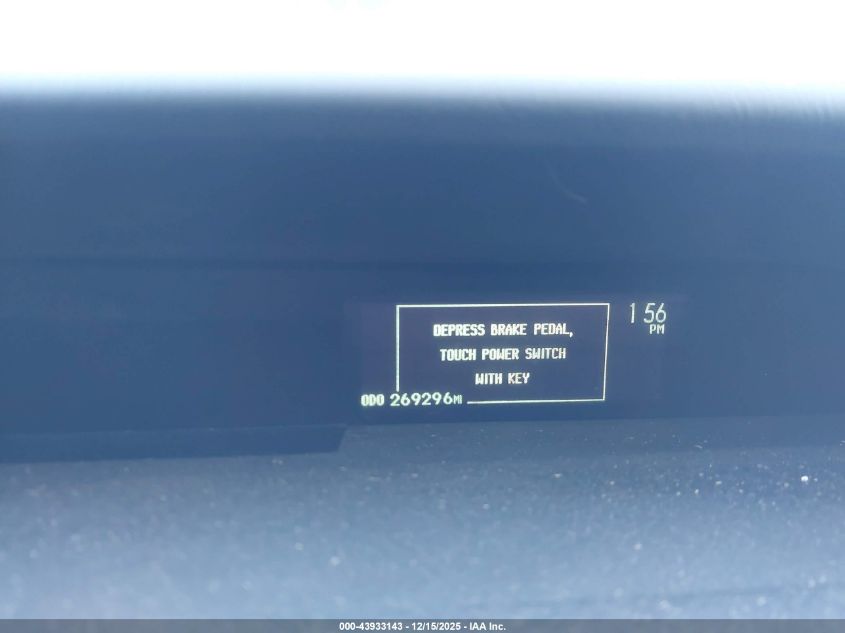 DEPRESS BRAKE PEDAL,
TOUCH POWER SWITCH
WITH KEY
1 56
PM
ODO 269296MI
000-43933143 - 12/15/2025 - IAA Inc.